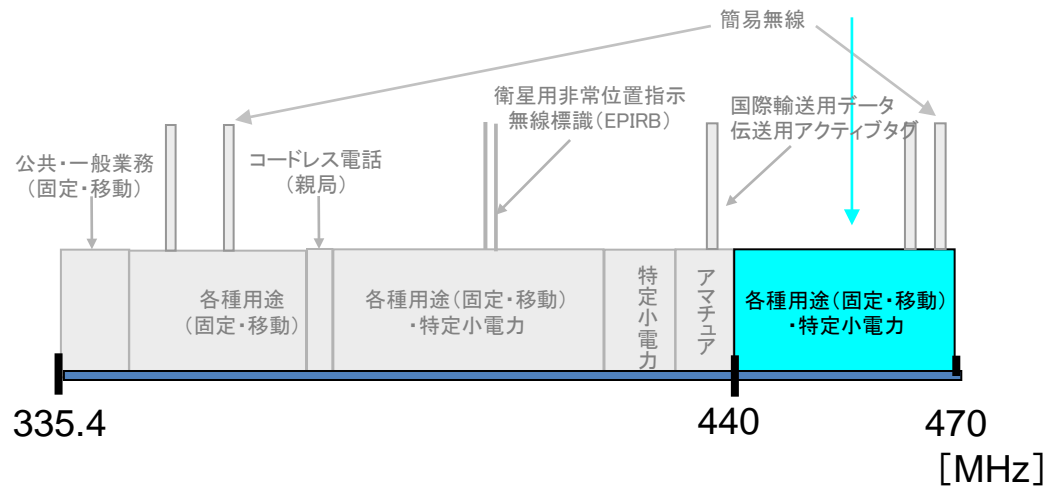 簡易無線
衛星用非常位置指示
無線標識（EPIRB）
国際輸送用データ
伝送用アクティブタグ
公共・一般業務
（固定・移動）
コードレス電話
（親局）
各種用途
（固定・移動）
各種用途（固定・移動）
・特定小電力
特定小電力
アマチュア
各種用途（固定・移動）
・特定小電力
335.4
440
470
［MHz］